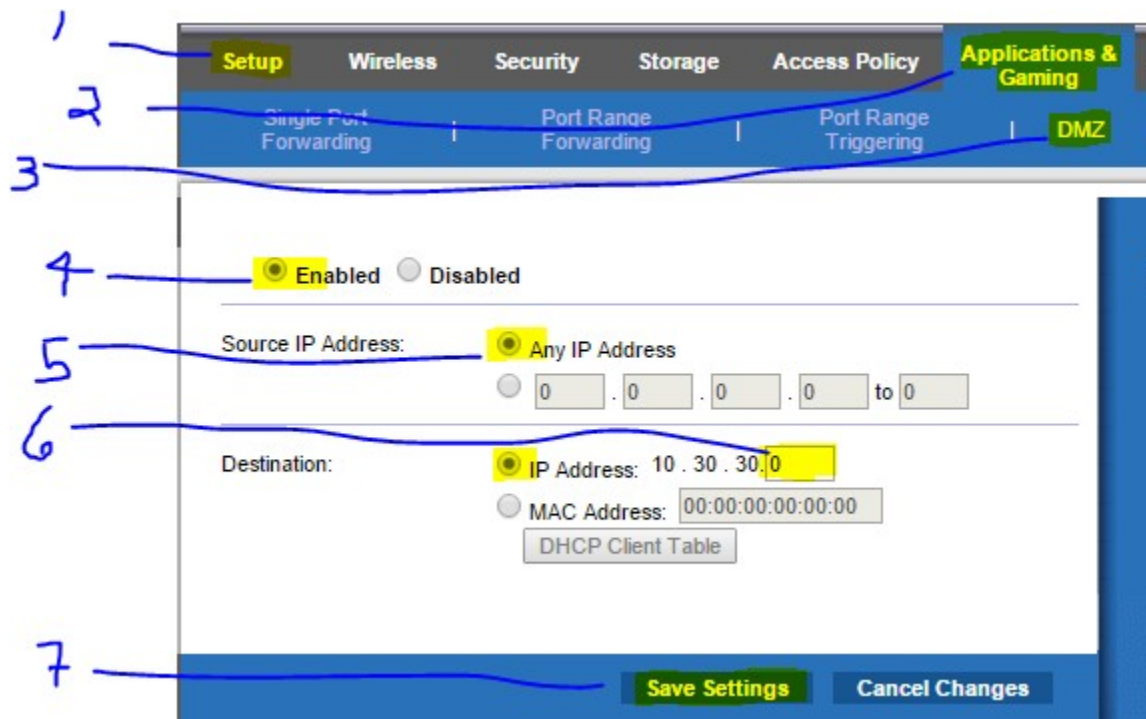 1
Setup Wireless Security Storage Access Policy Applications & Gaming
2
Single Port Forwarding | Port Range Forwarding | Port Range Triggering | DMZ
3
4
Enabled Disabled
5
Source IP Address: Any IP Address
0 . 0 . 0 . 0 to 0
6
Destination: IP Address: 10 . 30 . 30. 0
MAC Address: 00:00:00:00:00:00
DHCP Client Table
7
Save Settings Cancel Changes